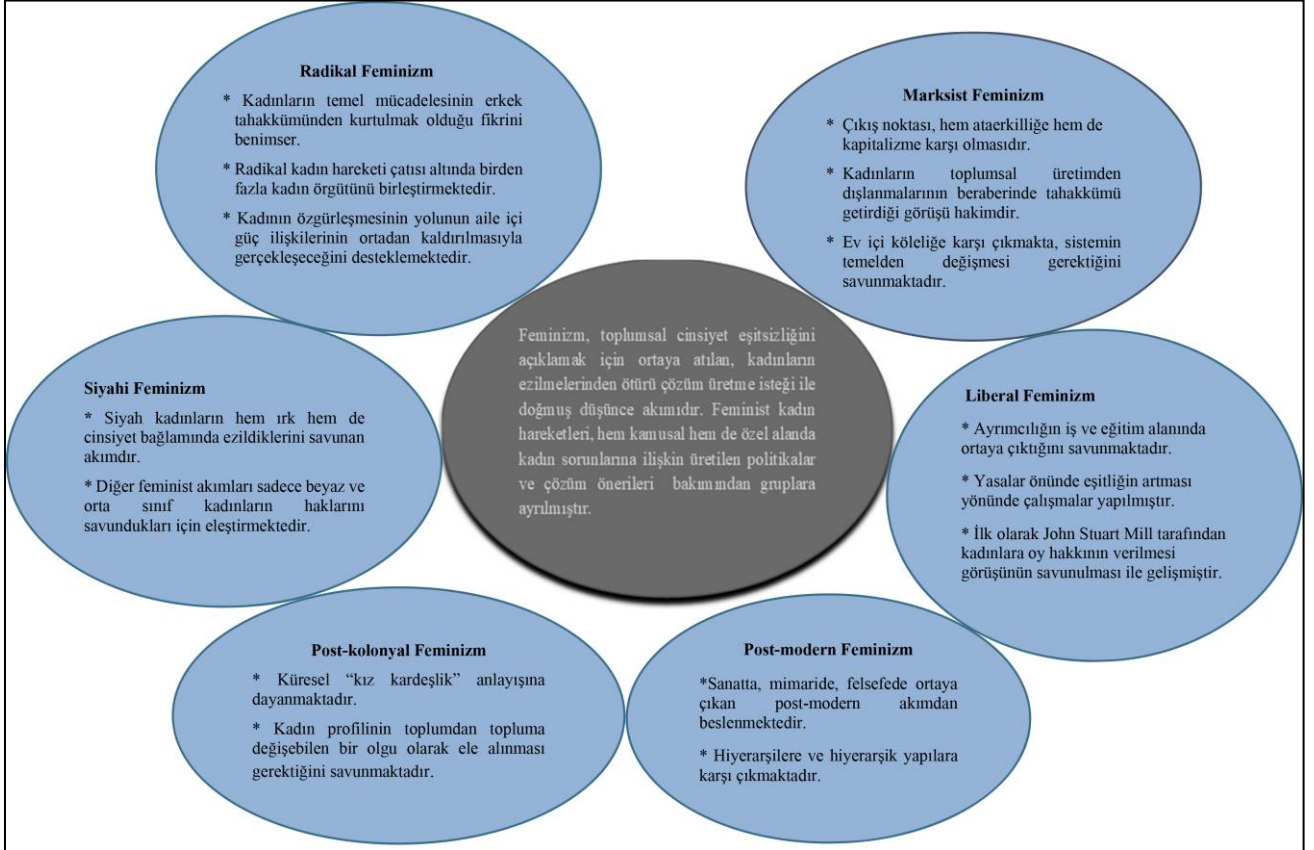 Radikal Feminizm
* Kadınların temel mücadelesinin erkek
tahakkümünden kurtulmak olduğu fikrini
benimser.
* Radikal kadın hareketi çatısı altında birden
fazla kadın örgütünü birleştirmektedir.
* Kadının özgürleşmesinin yolunun aile içi
güç ilişkilerinin ortadan kaldırılmasıyla
gerçekleşeceğini desteklemektedir.
Marksist Feminizm
* Çıkış noktası, hem ataerkilliğe hem de
kapitalizme karşı olmasıdır.
* Kadınların toplumsal üretimden
dışlanmalarının beraberinde tahakkümü
getirdiği görüşü hakimdir.
* Ev içi köleliğe karşı çıkmakta, sistemin
temelden değişmesi gerektiğini
savunmaktadır.
Feminizm, toplumsal cinsiyet eşitsizliğini
açıklamak için ortaya atılan, kadınların
ezilmelerinden ötürü çözüm üretme isteği ile
doğmuş düşünce akımıdır. Feminist kadın
hareketleri, hem kamusal hem de özel alanda
kadın sorunlarına ilişkin üretilen politikalar
ve çözüm önerileri bakımından gruplara
ayrılmıştır.
Siyahi Feminizm
* Siyah kadınların hem ırk hem de
cinsiyet bağlamında ezildiklerini savunan
akımdır.
* Diğer feminist akımları sadece beyaz ve
orta sınıf kadınların haklarını
savundukları için eleştirmektedir.
Liberal Feminizm
* Ayrımcılığın iş ve eğitim alanında
ortaya çıktığını savunmaktadır.
* Yasalar önünde eşitliğin artması
yönünde çalışmalar yapılmıştır.
* İlk olarak John Stuart Mill tarafından
kadınlara oy hakkının verilmesi
görüşünün savunulması ile gelişmiştir.
Post-kolonyal Feminizm
* Küresel “kız kardeşlik” anlayışına
dayanmaktadır.
* Kadın profilinin toplumdan topluma
değişebilen bir olgu olarak ele alınması
gerektiğini savunmaktadır.
Post-modern Feminizm
*Sanatta, mimaride, felsefede ortaya
çıkan post-modern akımdan
beslenmektedir.
* Hiyerarşilere ve hiyerarşik yapılara
karşı çıkmaktadır.